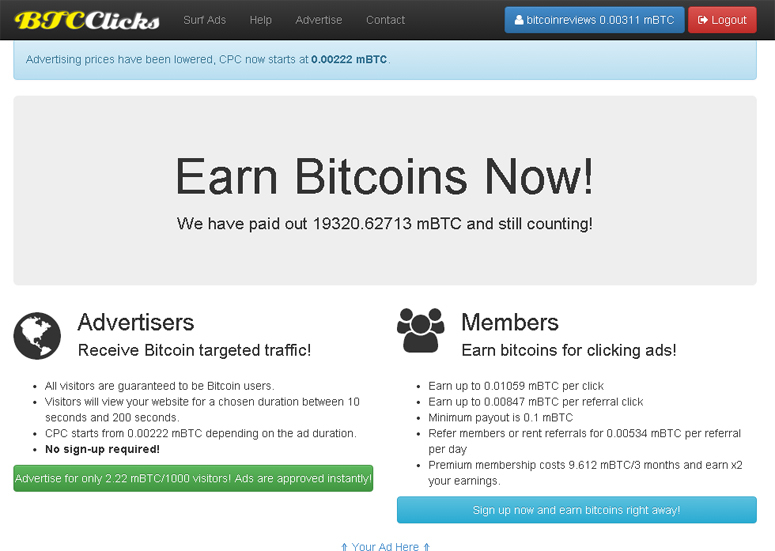 BTCClicks Surf Ads Help Advertise Contact bitcoinreviews 0.00311 mBTC Logout
Advertising prices have been lowered, CPC now starts at 0.00222 mBTC.
Earn Bitcoins Now!
We have paid out 19320.62713 mBTC and still counting!
Advertisers
Receive Bitcoin targeted traffic!
All visitors are guaranteed to be Bitcoin users.
Visitors will view your website for a chosen duration between 10
seconds and 200 seconds.
CPC starts from 0.00222 mBTC depending on the ad duration.
No sign-up required!
Advertise for only 2.22 mBTC/1000 visitors! Ads are approved instantly!
Members
Earn bitcoins for clicking ads!
Earn up to 0.01059 mBTC per click
Earn up to 0.00847 mBTC per referral click
Minimum payout is 0.1 mBTC
Refer members or rent referrals for 0.00534 mBTC per referral
per day
Premium membership costs 9.612 mBTC/3 months and earn x2
your earnings.
Sign up now and earn bitcoins right away!
⇑ Your Ad Here ⇑